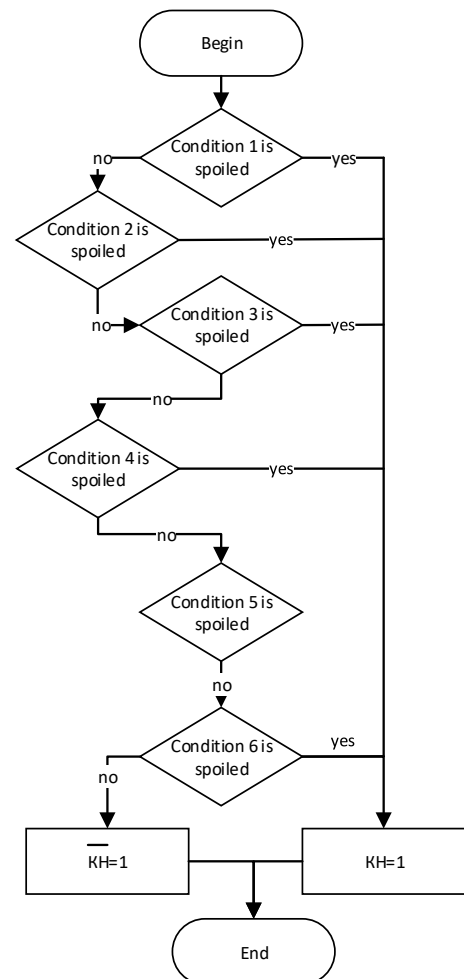 Begin
Condition 1 is
spoiled
no
yes
Condition 2 is
spoiled
yes
no
Condition 3 is
spoiled
yes
no
Condition 4 is
spoiled
yes
no
Condition 5 is
spoiled
no
Condition 6 is
spoiled
yes
no
K̅H=1
KH=1
End